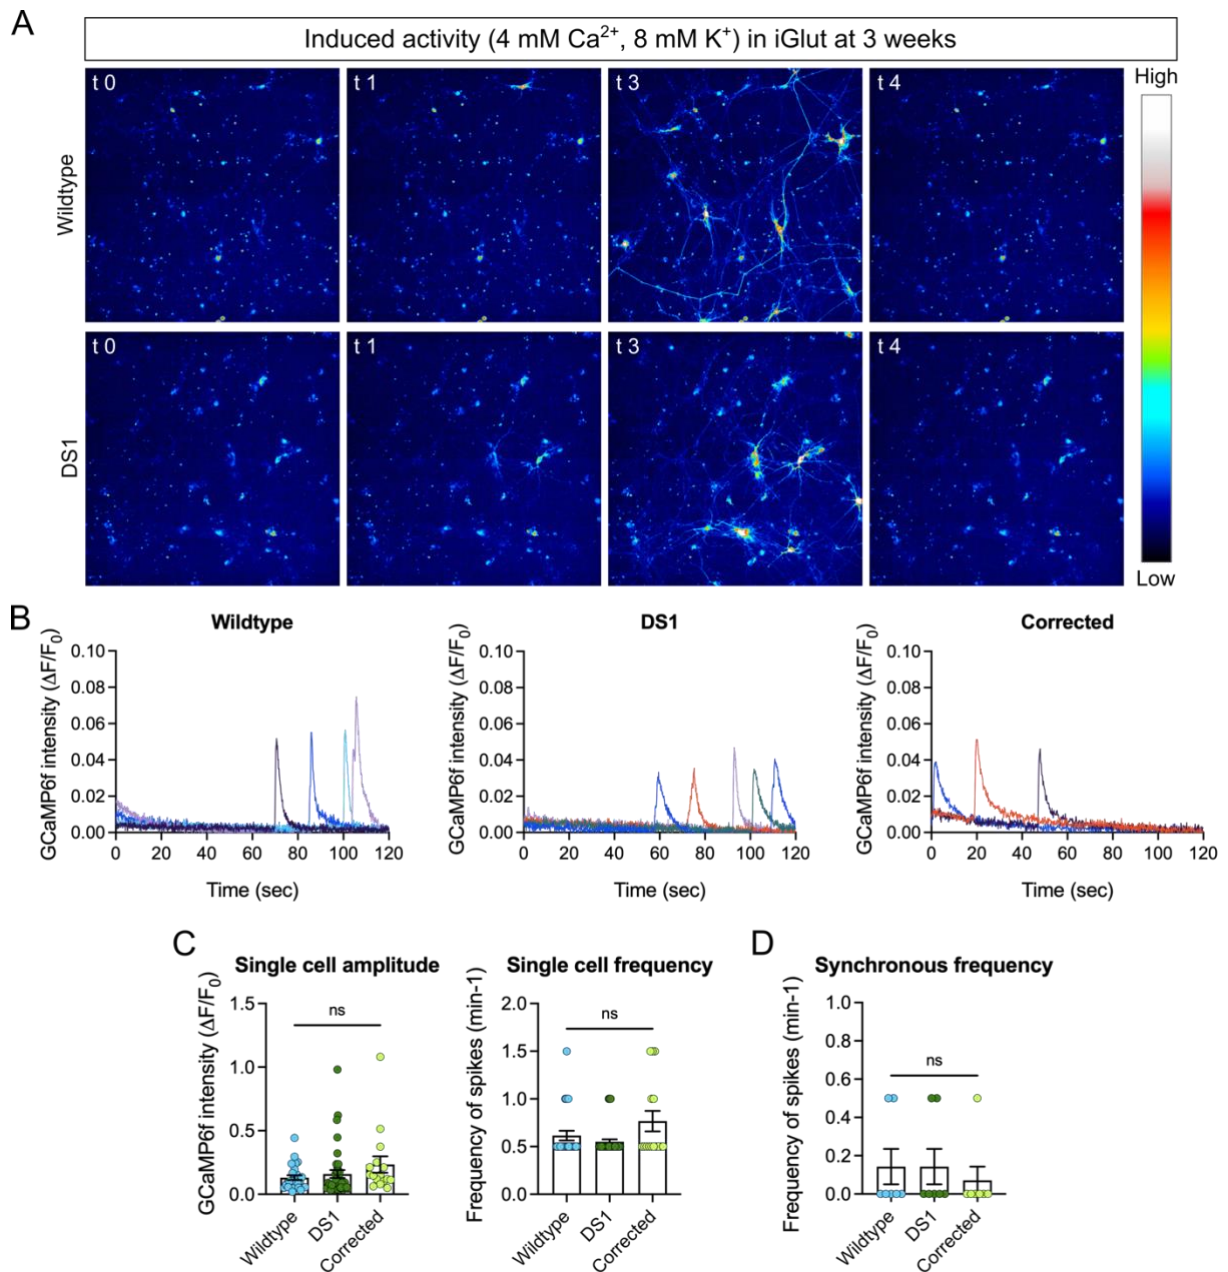 A
Induced activity (4 mM Ca²⁺, 8 mM K⁺) in iGlut at 3 weeks
t 0
t 1
t 3
t 4
High
Wildtype
t 0
t 1
t 3
t 4
DS1
Low
B
Wildtype
DS1
Corrected
GCaMP6f intensity (ΔF/F₀)
0.10
0.08
0.06
0.04
0.02
0.00
0 20 40 60 80 100 120
Time (sec)
GCaMP6f intensity (ΔF/F₀)
0.10
0.08
0.06
0.04
0.02
0.00
0 20 40 60 80 100 120
Time (sec)
GCaMP6f intensity (ΔF/F₀)
0.10
0.08
0.06
0.04
0.02
0.00
0 20 40 60 80 100 120
Time (sec)
C
Single cell amplitude
GCaMP6f intensity (ΔF/F₀)
1.5
1.0
0.5
0.0
ns
Wildtype
DS1
Corrected
Single cell frequency
Frequency of spikes (min-1)
2.0
1.5
1.0
0.5
0.0
ns
Wildtype
DS1
Corrected
D
Synchronous frequency
Frequency of spikes (min-1)
1.0
0.8
0.6
0.4
0.2
0.0
ns
Wildtype
DS1
Corrected